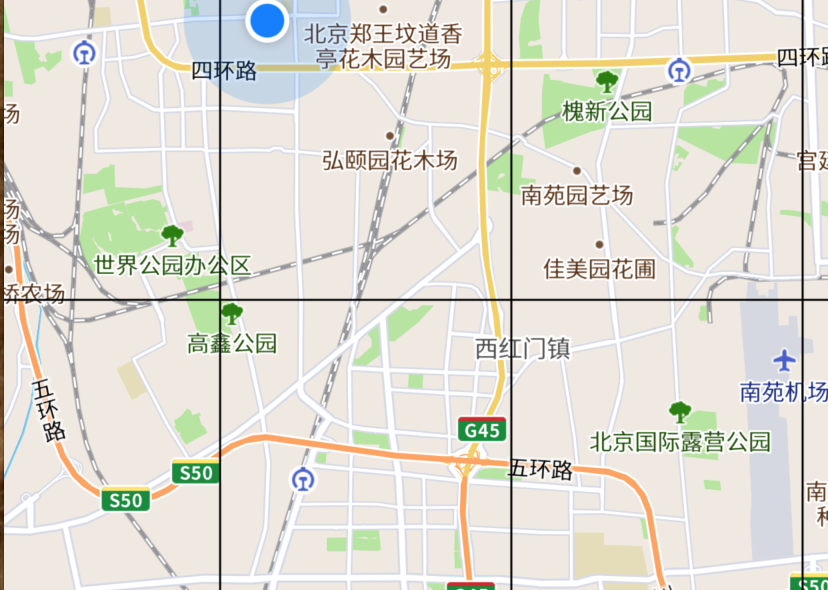 北京郑王坟道香
亭花木园艺场
四环路
四环路
槐新公园
场
弘颐园花木场
宫廷
南苑园艺场
场
场
世界公园办公区
佳美园花圃
桥农场
高鑫公园
西红门镇
南苑机场
五环路
G45
北京国际露营公园
S50
五环路
S50
南
S50